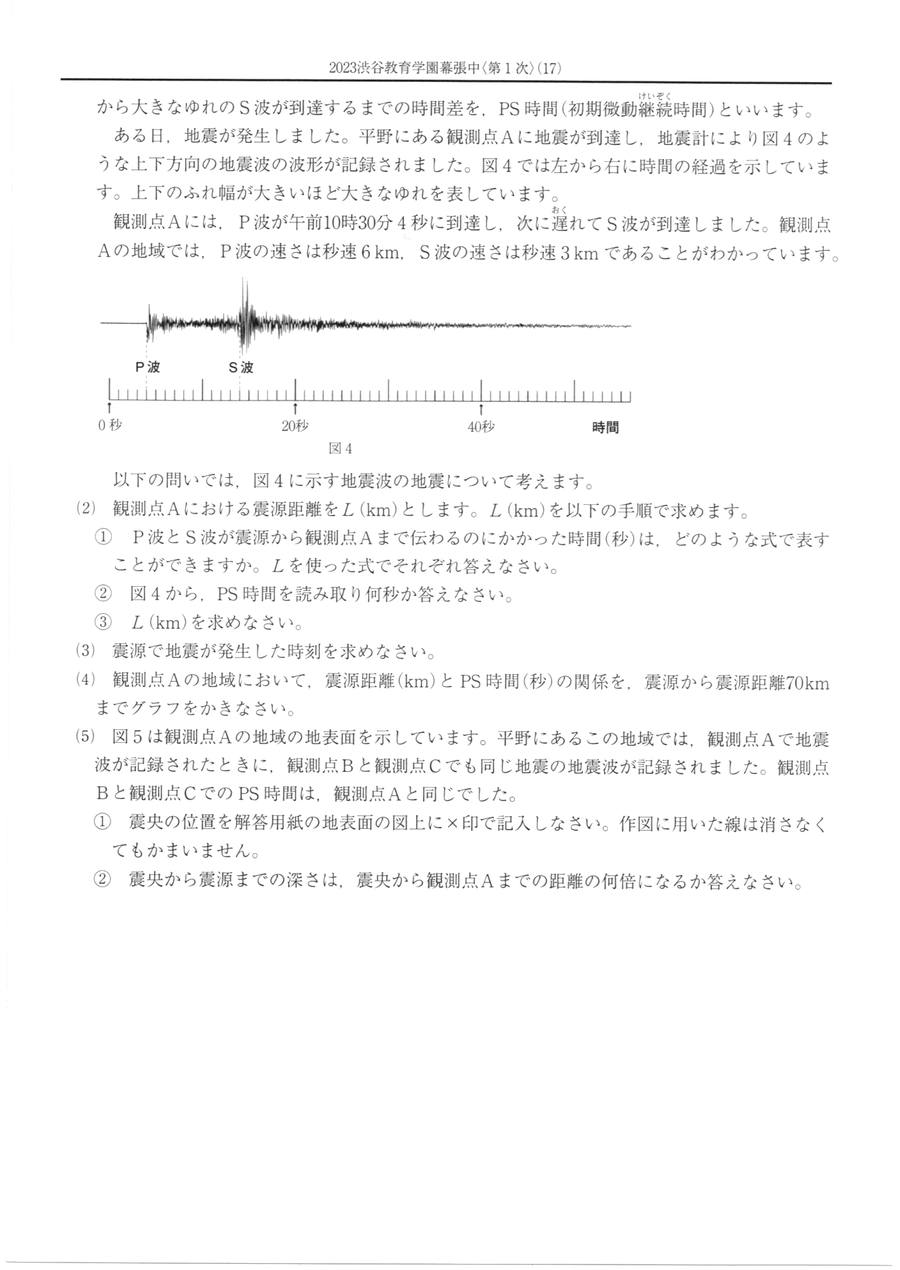 2023渋谷教育学園幕張中〈第1次〉(17)
から大きなゆれのS波が到達するまでの時間差を，PS時間(初期微動継続時間)といいます。
けいぞく
ある日，地震が発生しました。平野にある観測点Aに地震が到達し，地震計により図4のよ
うな上下方向の地震波の波形が記録されました。図4では左から右に時間の経過を示していま
す。上下のふれ幅が大きいほど大きなゆれを表しています。
おく
観測点Aには，P波が午前10時30分4秒に到達し，次に遅れてS波が到達しました。観測点
Aの地域では，P波の速さは秒速6km，S波の速さは秒速3kmであることがわかっています。
P波 S波
0秒 20秒 40秒 時間
図4
以下の問いでは，図4に示す地震波の地震について考えます。
(2) 観測点Aにおける震源距離をL(km)とします。L(km)を以下の手順で求めます。
① P波とS波が震源から観測点Aまで伝わるのにかかった時間(秒)は，どのような式で表す
ことができますか。Lを使った式でそれぞれ答えなさい。
② 図4から，PS時間を読み取り何秒か答えなさい。
③ L(km)を求めなさい。
(3) 震源で地震が発生した時刻を求めなさい。
(4) 観測点Aの地域において，震源距離(km)とPS時間(秒)の関係を，震源から震源距離70km
までグラフをかきなさい。
(5) 図5は観測点Aの地域の地表面を示しています。平野にあるこの地域では，観測点Aで地震
波が記録されたときに，観測点Bと観測点Cでも同じ地震の地震波が記録されました。観測点
Bと観測点CでのPS時間は，観測点Aと同じでした。
① 震央の位置を解答用紙の地表面の図上に×印で記入しなさい。作図に用いた線は消さなく
てもかまいません。
② 震央から震源までの深さは，震央から観測点Aまでの距離の何倍になるか答えなさい。